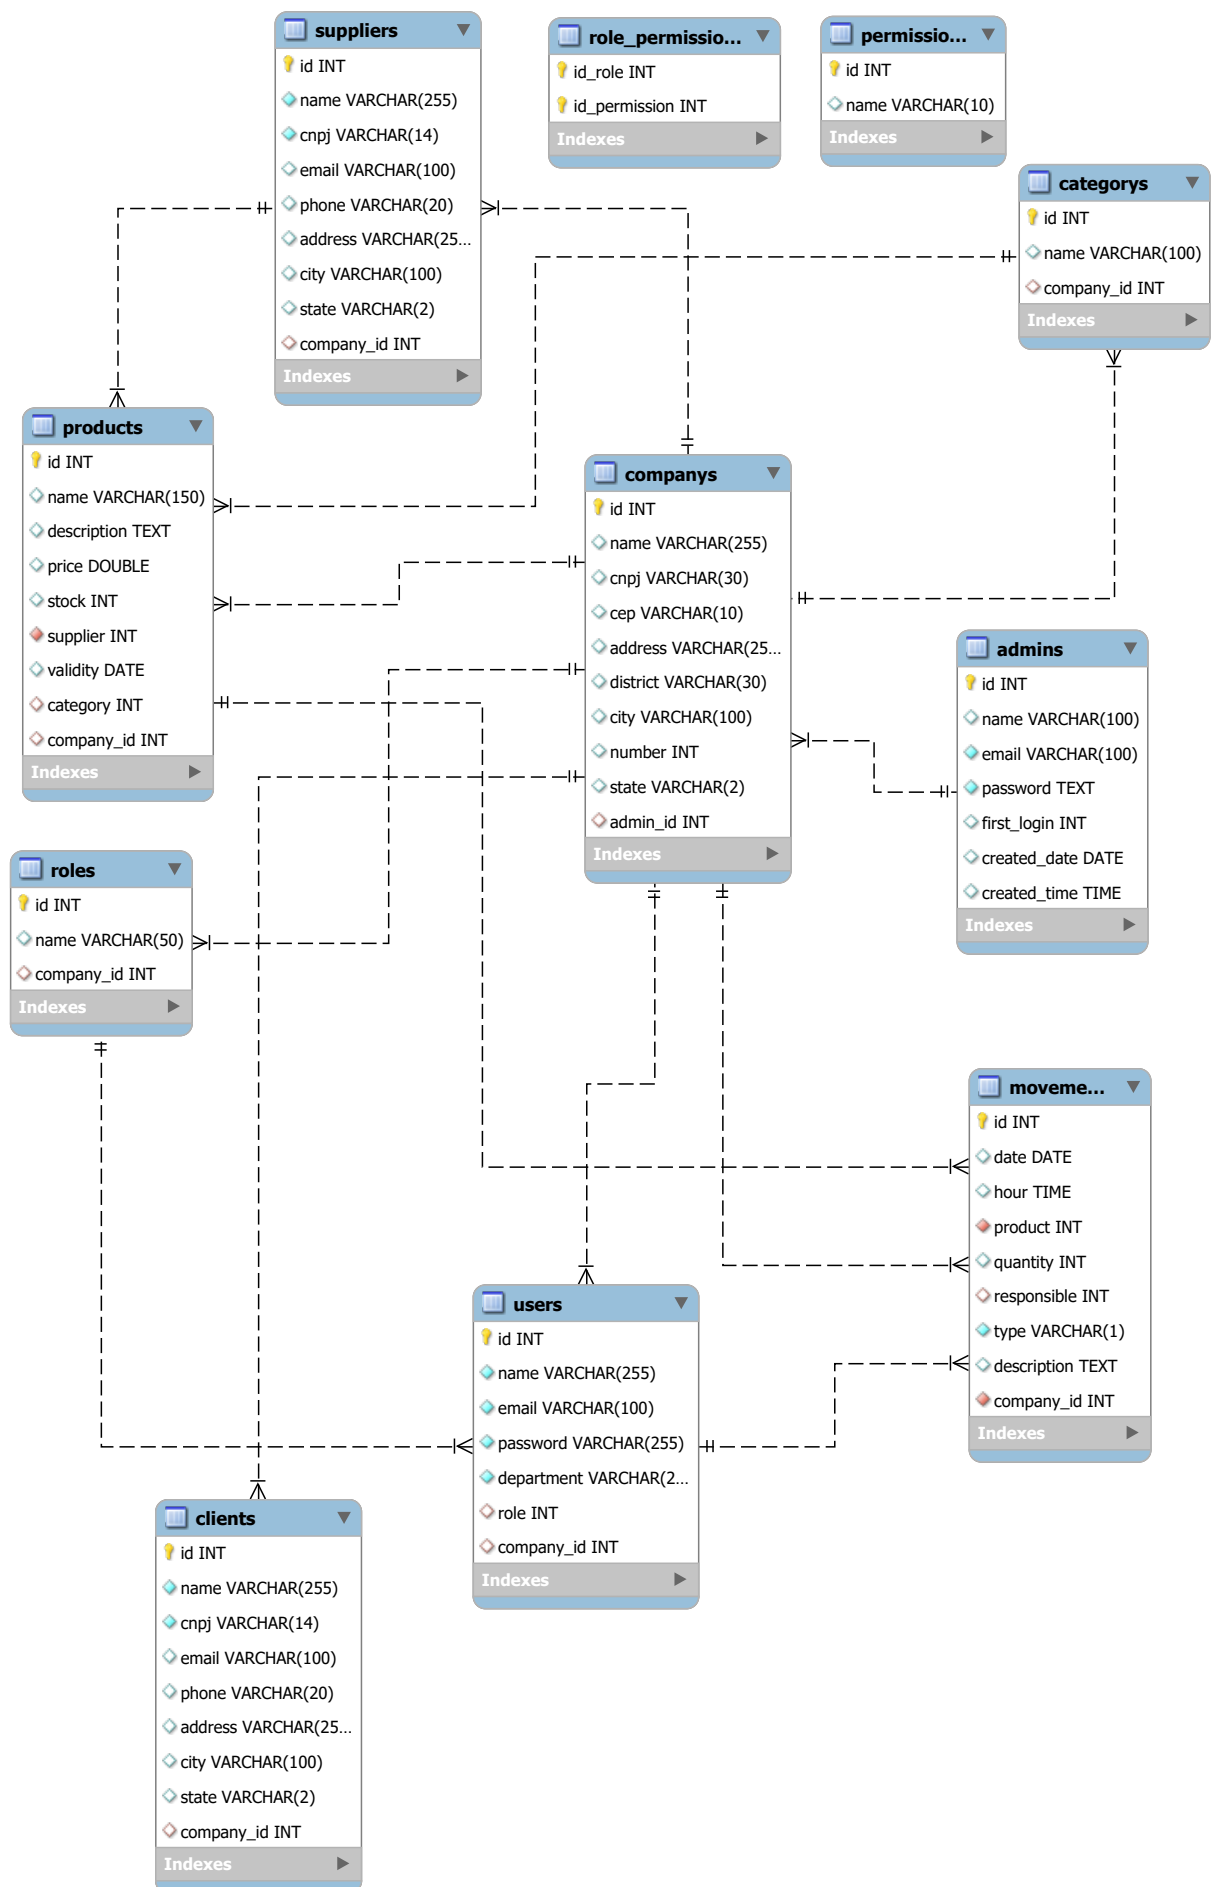 suppliers
id INT
name VARCHAR(255)
cnpj VARCHAR(14)
email VARCHAR(100)
phone VARCHAR(20)
address VARCHAR(25...
city VARCHAR(100)
state VARCHAR(2)
company_id INT
Indexes
role_permissio...
id_role INT
id_permission INT
Indexes
permissio...
id INT
name VARCHAR(10)
Indexes
categorys
id INT
name VARCHAR(100)
company_id INT
Indexes
products
id INT
name VARCHAR(150)
description TEXT
price DOUBLE
stock INT
supplier INT
validity DATE
category INT
company_id INT
Indexes
companys
id INT
name VARCHAR(255)
cnpj VARCHAR(30)
cep VARCHAR(10)
address VARCHAR(25...
district VARCHAR(30)
city VARCHAR(100)
number INT
state VARCHAR(2)
admin_id INT
Indexes
admins
id INT
name VARCHAR(100)
email VARCHAR(100)
password TEXT
first_login INT
created_date DATE
created_time TIME
Indexes
roles
id INT
name VARCHAR(50)
company_id INT
Indexes
moveme...
id INT
date DATE
hour TIME
product INT
quantity INT
responsible INT
type VARCHAR(1)
description TEXT
company_id INT
Indexes
users
id INT
name VARCHAR(255)
email VARCHAR(100)
password VARCHAR(255)
department VARCHAR(2...
role INT
company_id INT
Indexes
clients
id INT
name VARCHAR(255)
cnpj VARCHAR(14)
email VARCHAR(100)
phone VARCHAR(20)
address VARCHAR(25...
city VARCHAR(100)
state VARCHAR(2)
company_id INT
Indexes